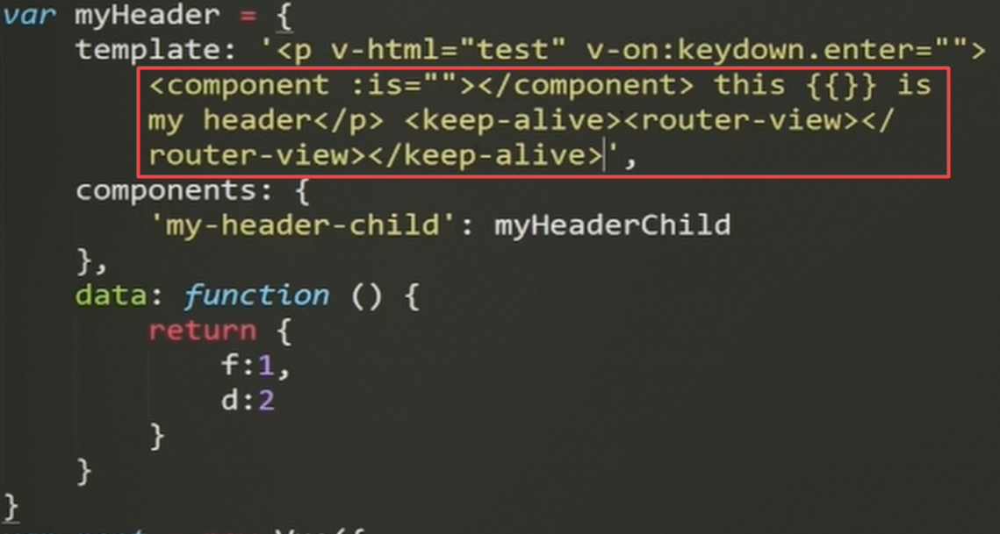 var myHeader = {
template: '<p v-html="test" v-on:keydown.enter="">
<component :is=""></component> this {{}} is
my header</p> <keep-alive><router-view></
router-view></keep-alive>',
components: {
'my-header-child': myHeaderChild
},
data: function () {
return {
f:1,
d:2
}
}
}